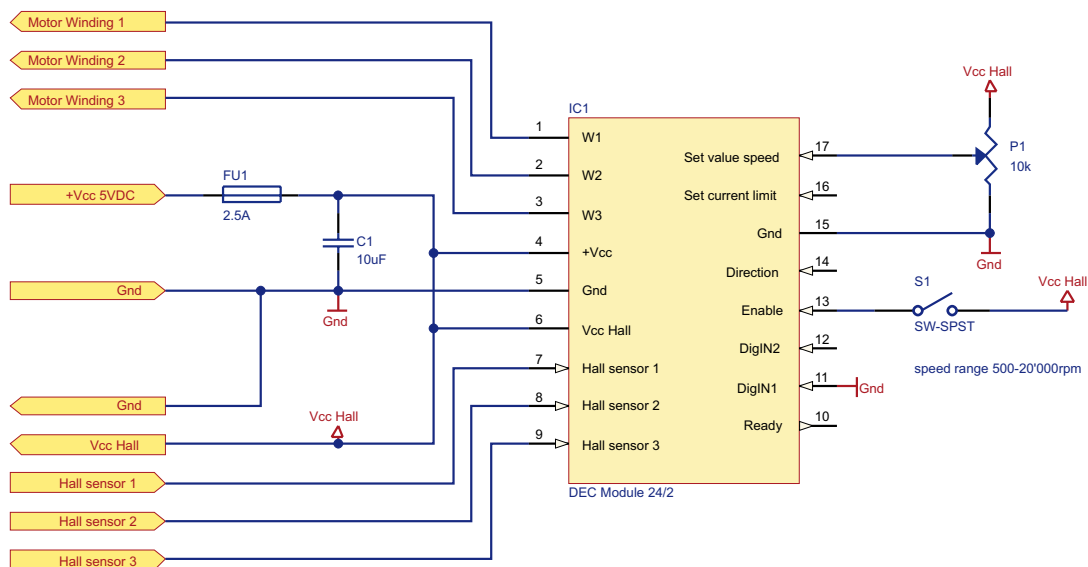 Motor Winding 1
Motor Winding 2
Motor Winding 3
+Vcc 5VDC
FU1
2.5A
C1
10uF
Gnd
Gnd
Gnd
Vcc Hall
Vcc Hall
Hall sensor 1
Hall sensor 2
Hall sensor 3
IC1
1 W1
2 W2
3 W3
4 +Vcc
5 Gnd
6 Vcc Hall
7 Hall sensor 1
8 Hall sensor 2
9 Hall sensor 3
Set value speed 17
Set current limit 16
Gnd 15
Direction 14
Enable 13
DigIN2 12
DigIN1 11
Ready 10
DEC Module 24/2
Vcc Hall
P1
10k
Gnd
S1
SW-SPST
Vcc Hall
speed range 500-20'000rpm
Gnd